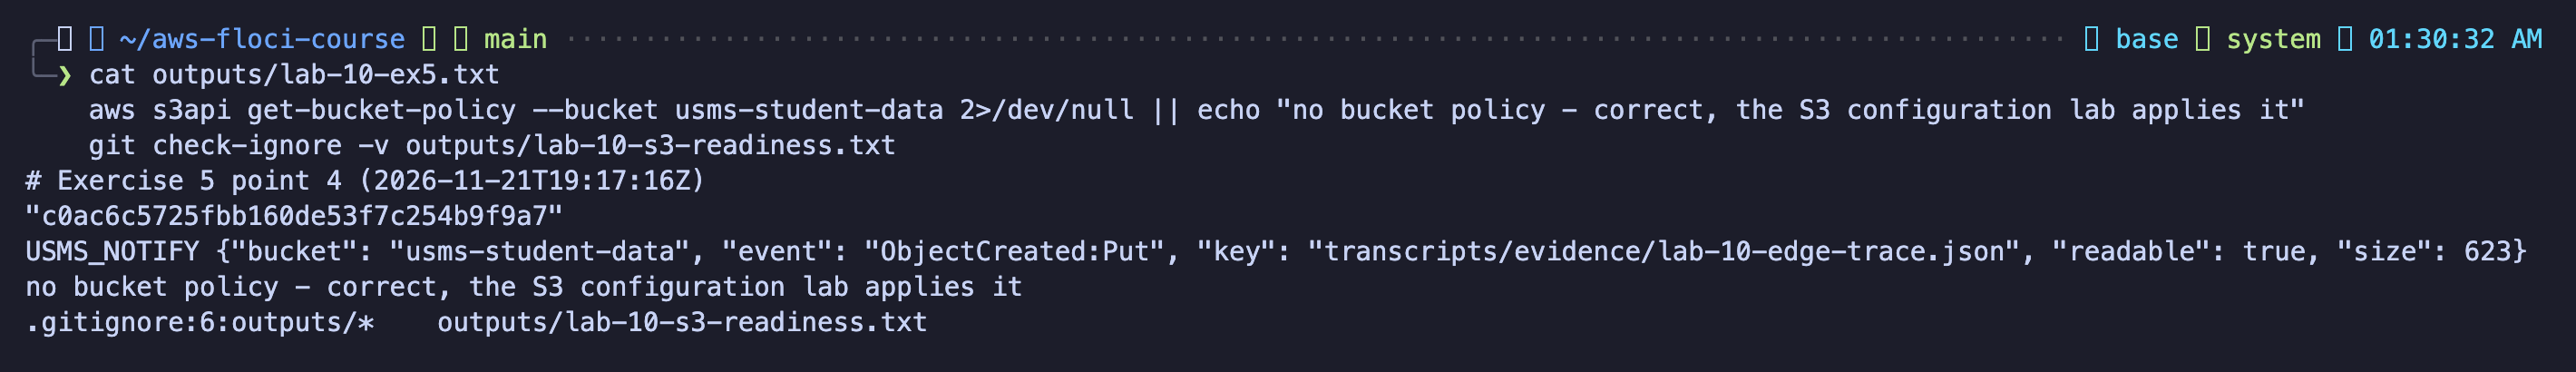 ~/aws-floci-course main base system 01:30:32 AM
❯ cat outputs/lab-10-ex5.txt
aws s3api get-bucket-policy --bucket usms-student-data 2>/dev/null || echo "no bucket policy - correct, the S3 configuration lab applies it"
git check-ignore -v outputs/lab-10-s3-readiness.txt
# Exercise 5 point 4 (2026-11-21T19:17:16Z)
"c0ac6c5725fbb160de53f7c254b9f9a7"
USMS_NOTIFY {"bucket": "usms-student-data", "event": "ObjectCreated:Put", "key": "transcripts/evidence/lab-10-edge-trace.json", "readable": true, "size": 623}
no bucket policy - correct, the S3 configuration lab applies it
.gitignore:6:outputs/*    outputs/lab-10-s3-readiness.txt